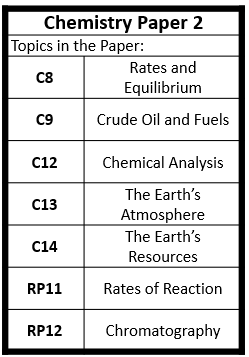 Chemistry Paper 2
Topics in the Paper:
C8 Rates and
Equilibrium
C9 Crude Oil and Fuels
C12 Chemical Analysis
C13 The Earth's
Atmosphere
C14 The Earth's
Resources
RP11 Rates of Reaction
RP12 Chromatography